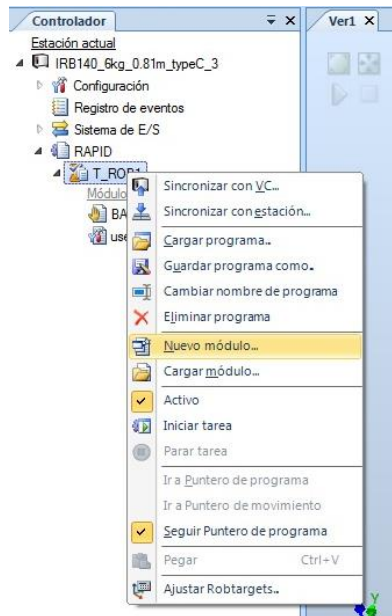 Controlador
Ver1
Estación actual
IRB140_6kg_0.81m_typeC_3
Configuración
Registro de eventos
Sistema de E/S
RAPID
T_ROB1
Módulo
BA
use
Sincronizar con VC...
Sincronizar con estación...
Cargar programa...
Guardar programa como...
Cambiar nombre de programa
Eliminar programa
Nuevo módulo...
Cargar módulo...
Activo
Iniciar tarea
Parar tarea
Ir a Puntero de programa
Ir a Puntero de movimiento
Seguir Puntero de programa
Pegar Ctrl+V
Ajustar Robtargets...
y